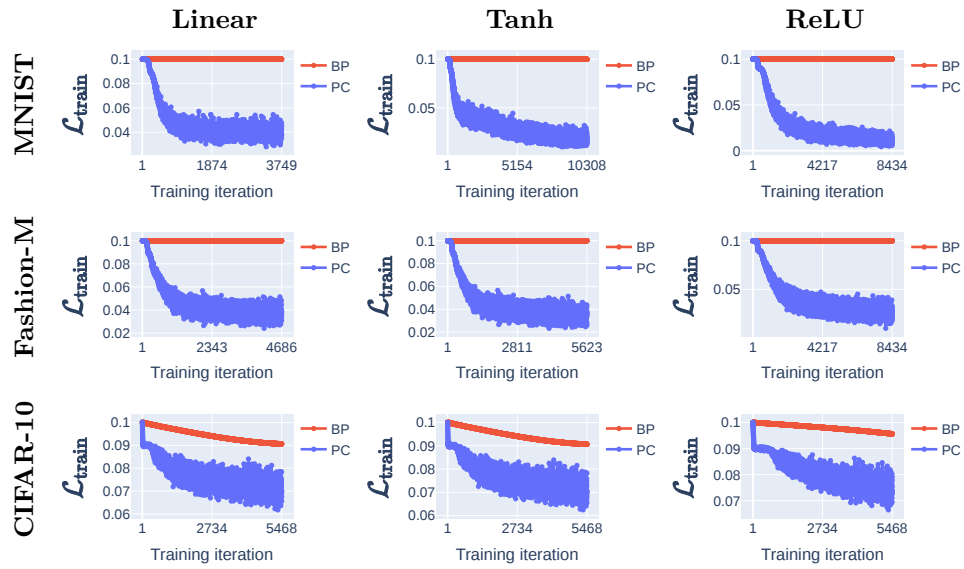 Linear Tanh ReLU
MNIST
ℒtrain
0.1
0.08
0.06
0.04
1 1874 3749
Training iteration
BP
PC
ℒtrain
0.1
0.05
1 5154 10308
Training iteration
BP
PC
ℒtrain
0.1
0.05
0
1 4217 8434
Training iteration
BP
PC
Fashion-M
ℒtrain
0.1
0.08
0.06
0.04
0.02
1 2343 4686
Training iteration
BP
PC
ℒtrain
0.1
0.08
0.06
0.04
0.02
1 2811 5623
Training iteration
BP
PC
ℒtrain
0.1
0.05
1 4217 8434
Training iteration
BP
PC
CIFAR-10
ℒtrain
0.1
0.09
0.08
0.07
0.06
1 2734 5468
Training iteration
BP
PC
ℒtrain
0.1
0.09
0.08
0.07
0.06
1 2734 5468
Training iteration
BP
PC
ℒtrain
0.1
0.09
0.08
0.07
1 2734 5468
Training iteration
BP
PC